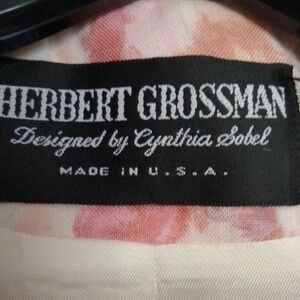 HERBERT GROSSMAN
Designed by Cynthia Sobel
MADE IN U.S.A.